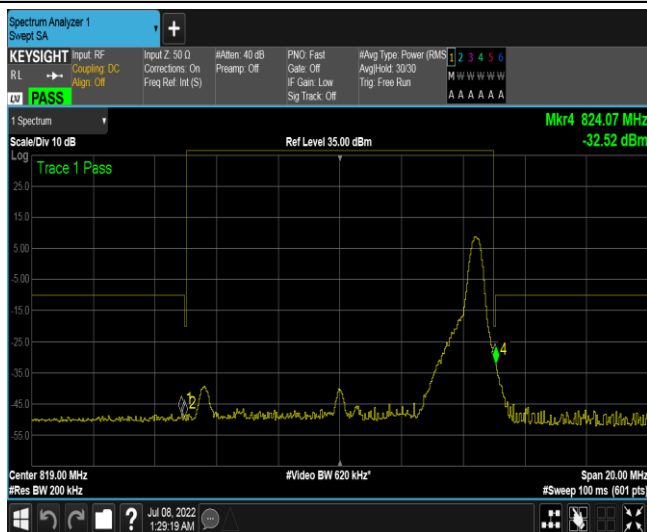 Spectrum Analyzer 1
Swept SA
KEYSIGHT
RL
LXI PASS
Input: RF
Coupling: DC
Align: Off
Input Z: 50 Ω
Corrections: On
Freq Ref: Int (S)
#Atten: 40 dB
Preamp: Off
PNO: Fast
Gate: Off
IF Gain: Low
Sig Track: Off
#Avg Type: Power (RMS
Avg|Hold: 30/30
Trig: Free Run
1 2 3 4 5 6
M W W W W W
A A A A A A
1 Spectrum
Mkr4 824.07 MHz
Scale/Div 10 dB
Ref Level 35.00 dBm
-32.52 dBm
Log
Trace 1 Pass
25.0
15.0
5.00
-5.00
-15.0
-25.0
-35.0
-45.0
-55.0
2
4
Center 819.00 MHz
#Video BW 620 kHz*
Span 20.00 MHz
#Res BW 200 kHz
#Sweep 100 ms (601 pts)
?
Jul 08, 2022
1:29:19 AM